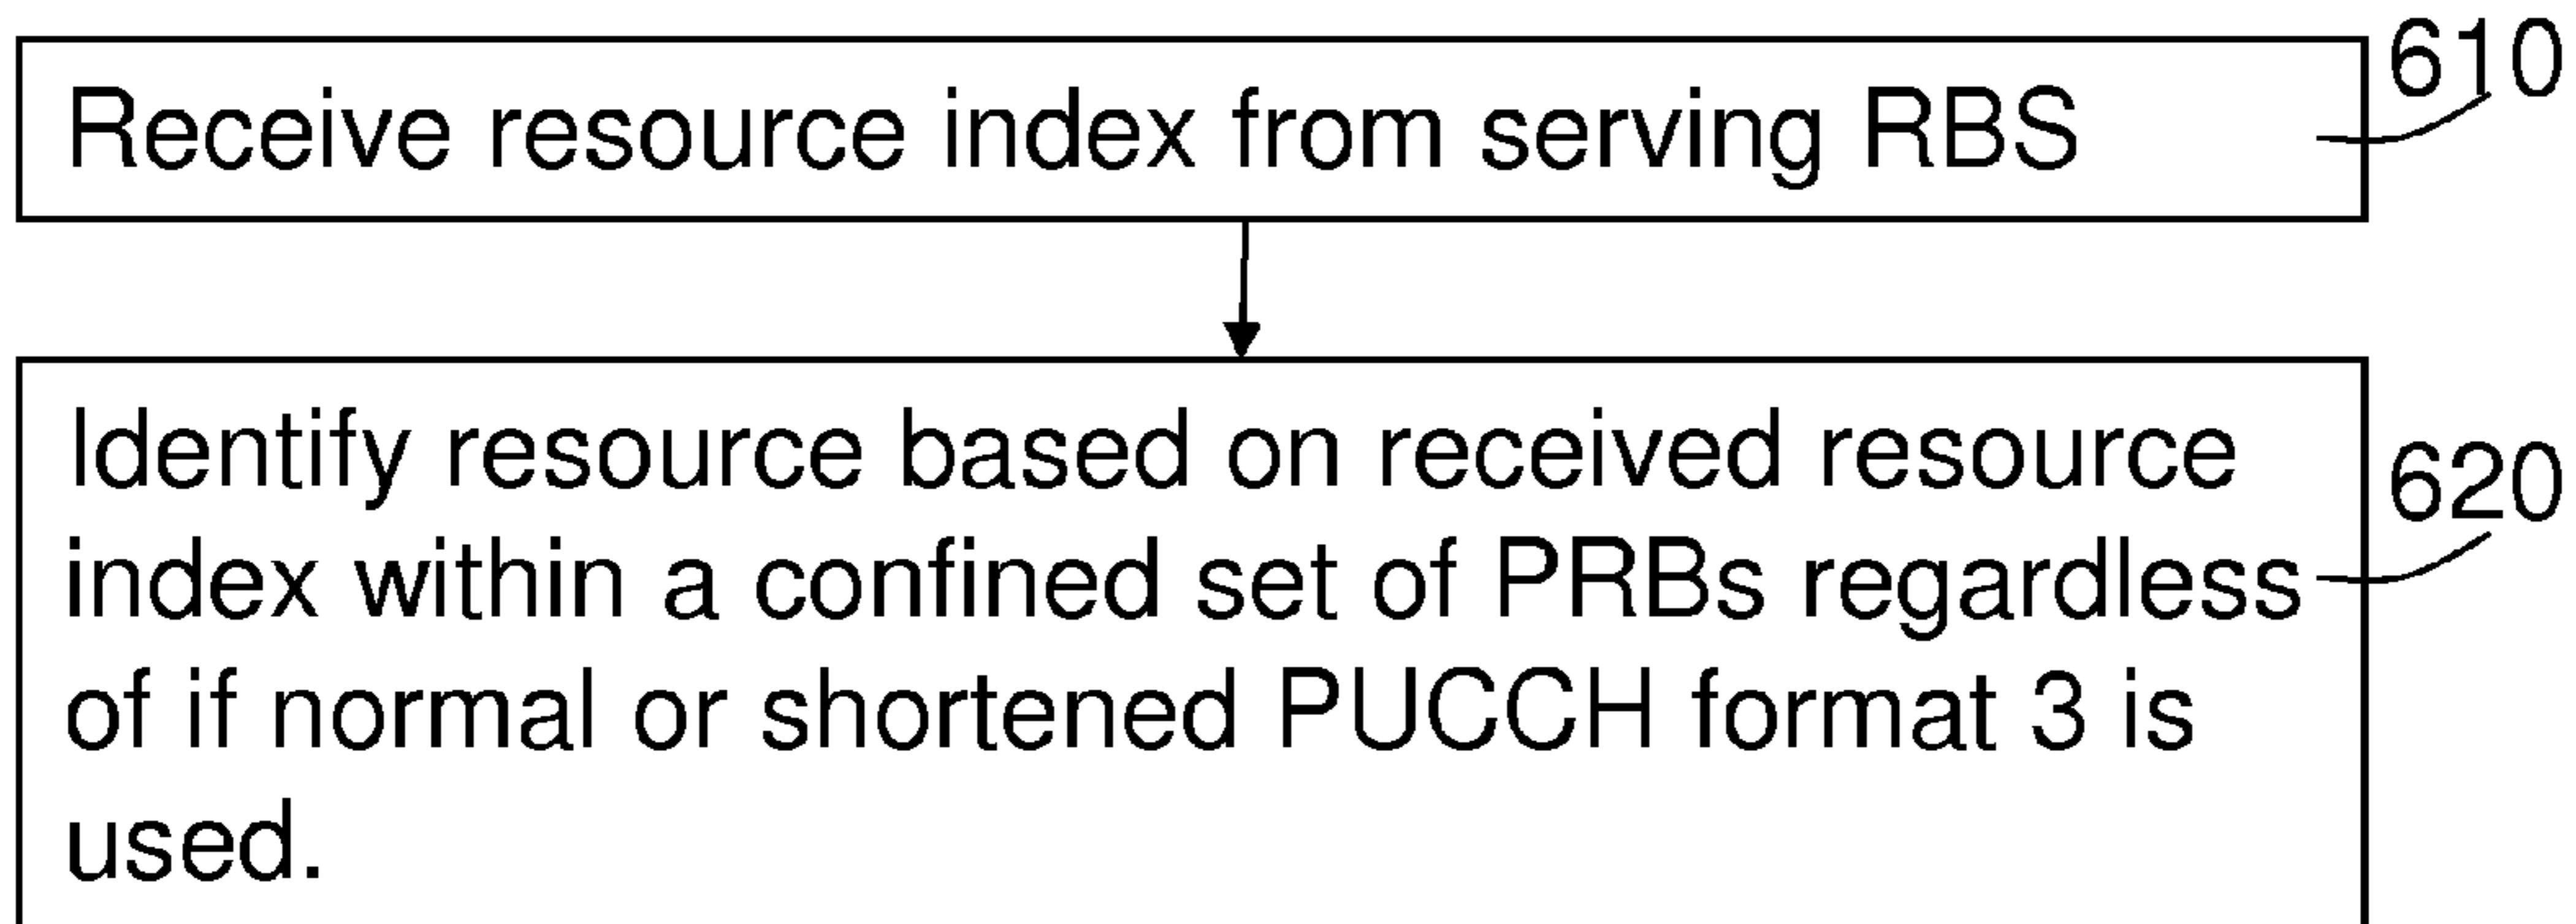 610
Receive resource index from serving RBS
Identify resource based on received resource
620
index within a confined set of PRBs regardless
of if normal or shortened PUCCH format 3 is
used.